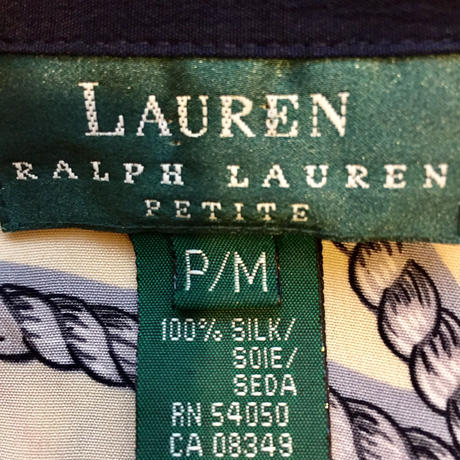 LAUREN
RALPH LAUREN
PETITE
P/M
100% SILK/
SOIE/
SEDA
RN 54050
CA 08349